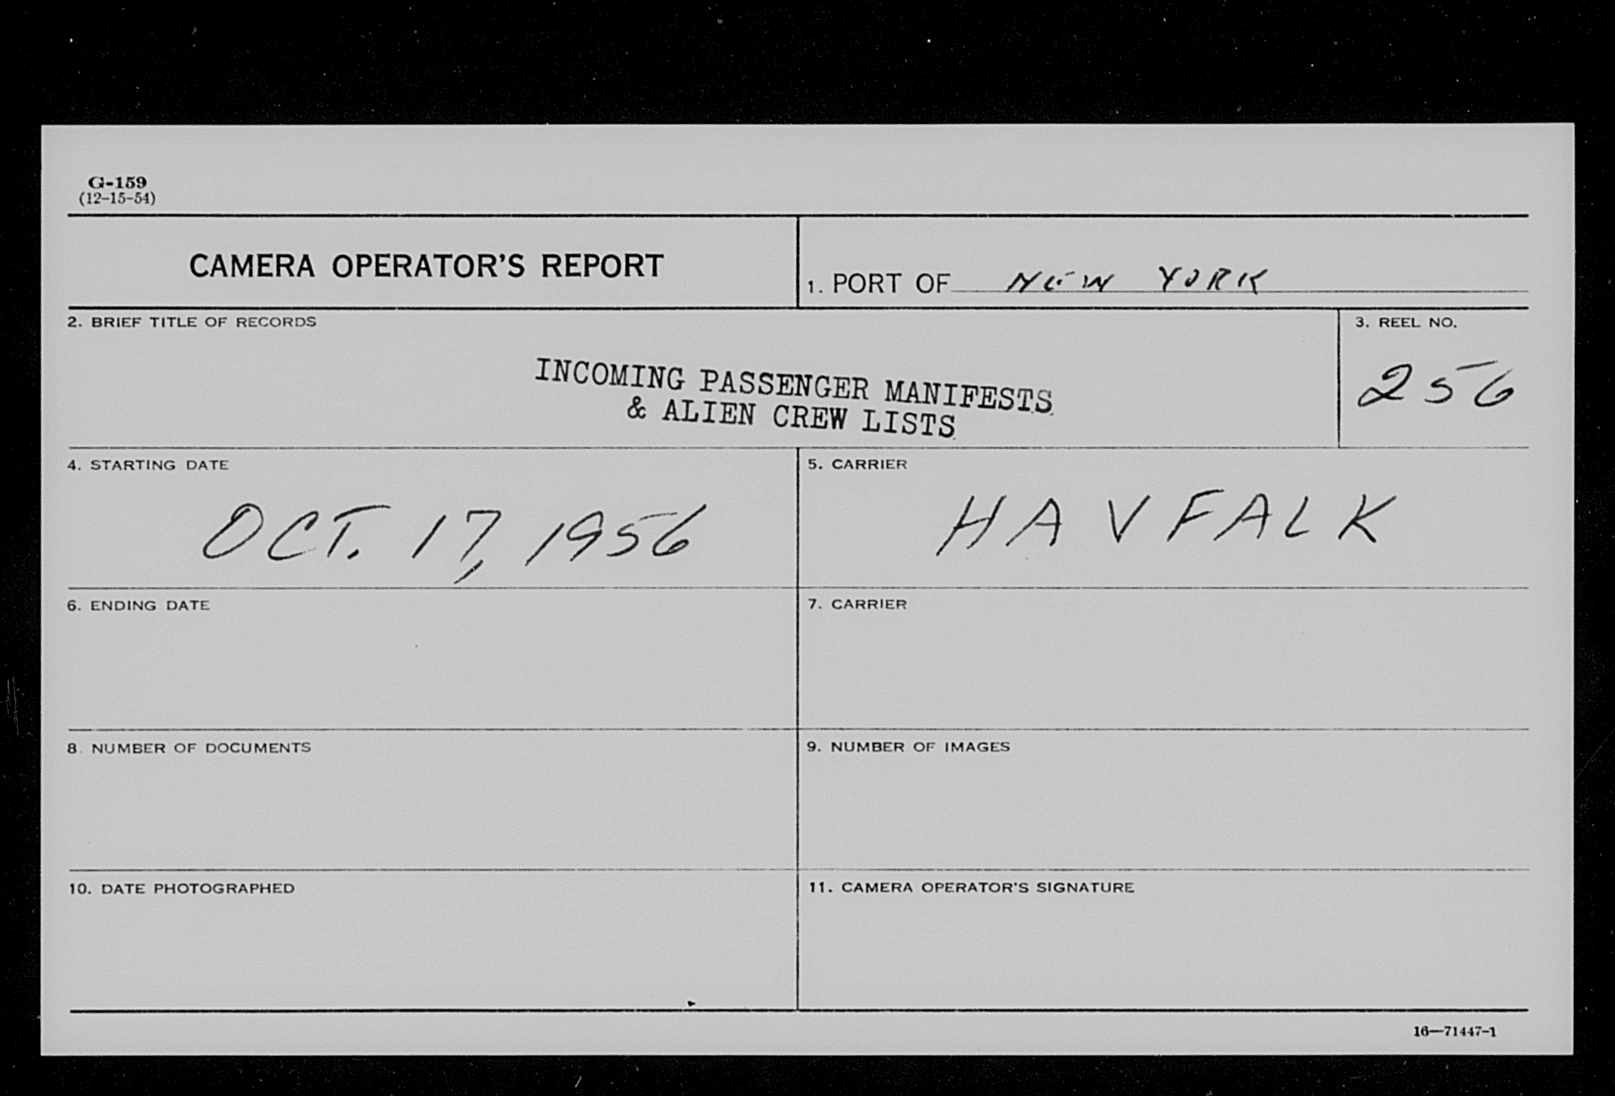 G-159
(12-15-54)
CAMERA OPERATOR'S REPORT
1. PORT OF NEW YORK
2. BRIEF TITLE OF RECORDS
INCOMING PASSENGER MANIFESTS
& ALIEN CREW LISTS
3. REEL NO.
256
4. STARTING DATE
OCT. 17, 1956
5. CARRIER
HAVFALK
6. ENDING DATE
7. CARRIER
8. NUMBER OF DOCUMENTS
9. NUMBER OF IMAGES
10. DATE PHOTOGRAPHED
11. CAMERA OPERATOR'S SIGNATURE
16—71447-1